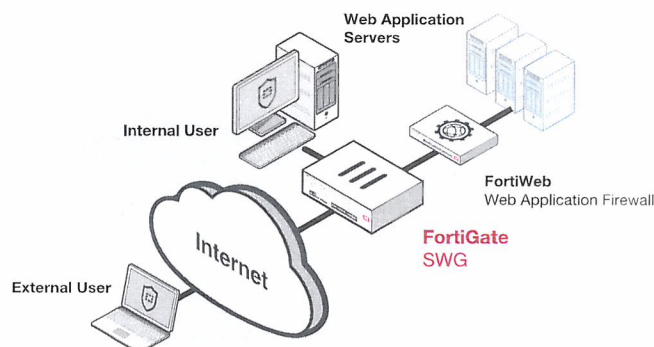 Web Application
Servers
Internal User
FortiWeb
Web Application Firewall
FortiGate
SWG
Internet
External User